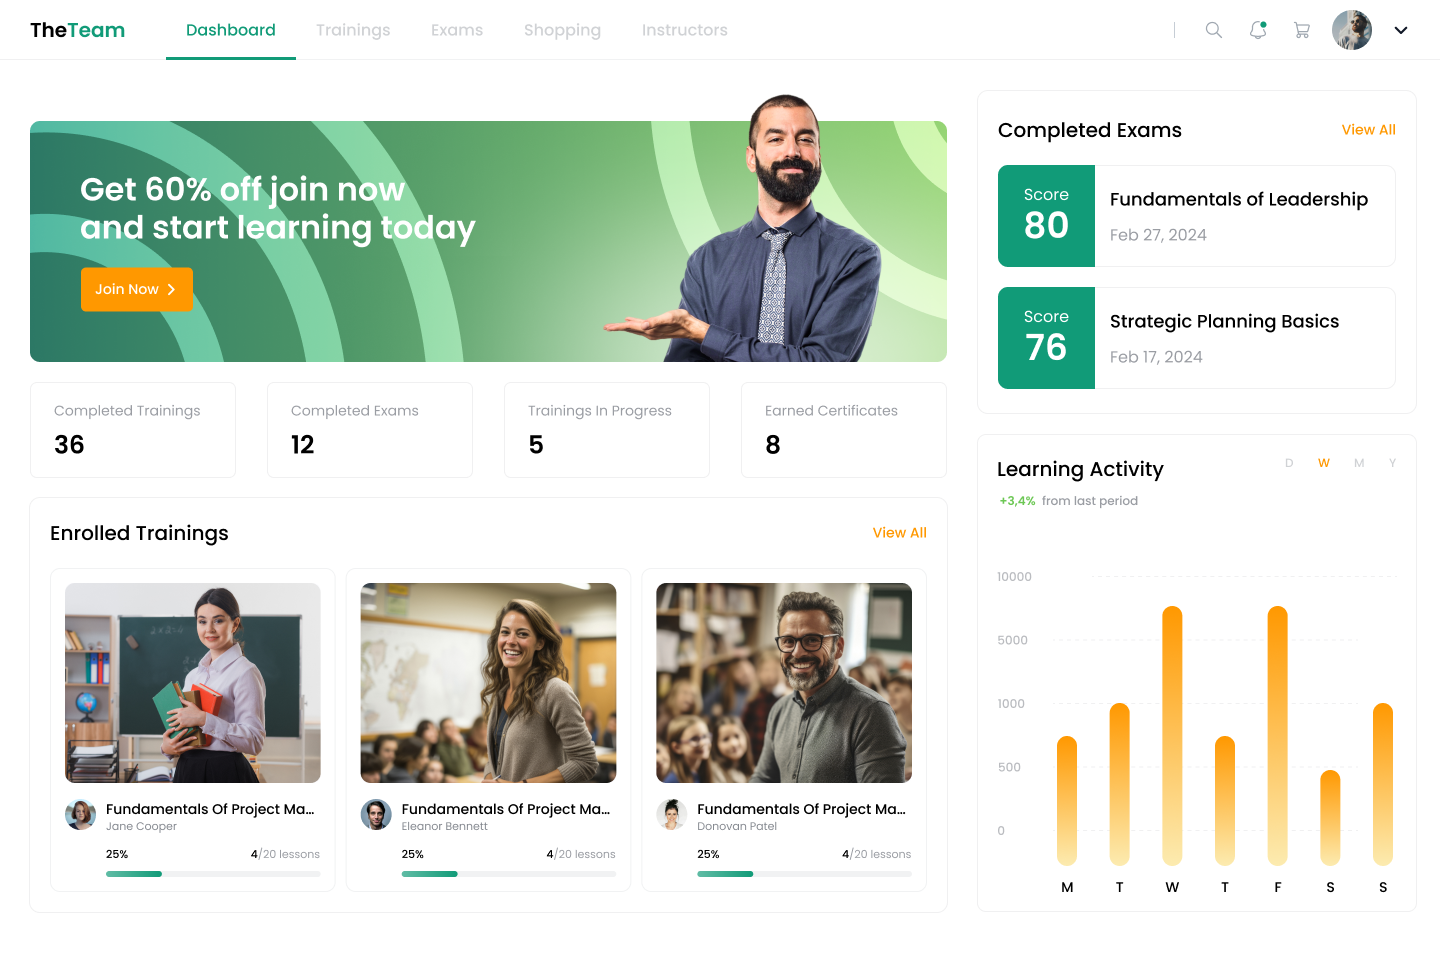 TheTeam
Dashboard
Trainings
Exams
Shopping
Instructors
Get 60% off join now
and start learning today
Join Now
Completed Trainings
36
Completed Exams
12
Trainings In Progress
5
Earned Certificates
8
Enrolled Trainings
View All
Fundamentals Of Project Ma...
Jane Cooper
25%
4/20 lessons
Fundamentals Of Project Ma...
Eleanor Bennett
25%
4/20 lessons
Fundamentals Of Project Ma...
Donovan Patel
25%
4/20 lessons
Completed Exams
View All
Score
80
Fundamentals of Leadership
Feb 27, 2024
Score
76
Strategic Planning Basics
Feb 17, 2024
Learning Activity
D W M Y
+3,4% from last period
10000
5000
1000
500
0
M T W T F S S